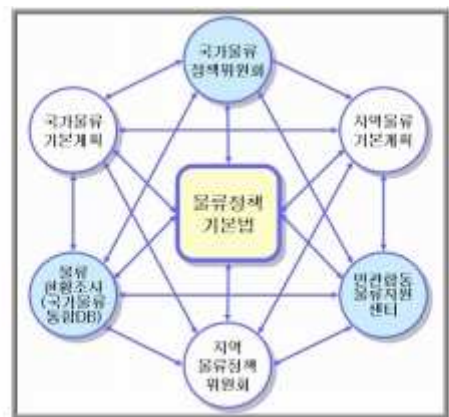 국가물류
정책위원회
국가물류
기본계획
지역물류
기본계획
물류정책
기본법
물류
현황조사
(국가물류
통합DB)
민관합동
물류지원
센터
지역
물류정책
위원회